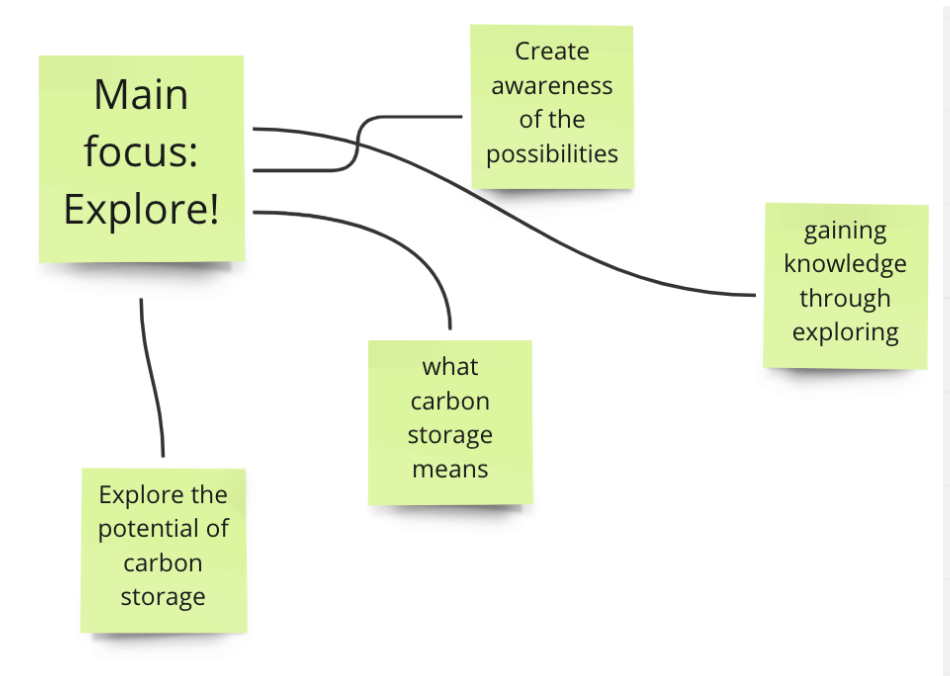 Main
focus:
Explore!
Create
awareness
of the
possibilities
gaining
knowledge
through
exploring
what
carbon
storage
means
Explore the
potential of
carbon
storage